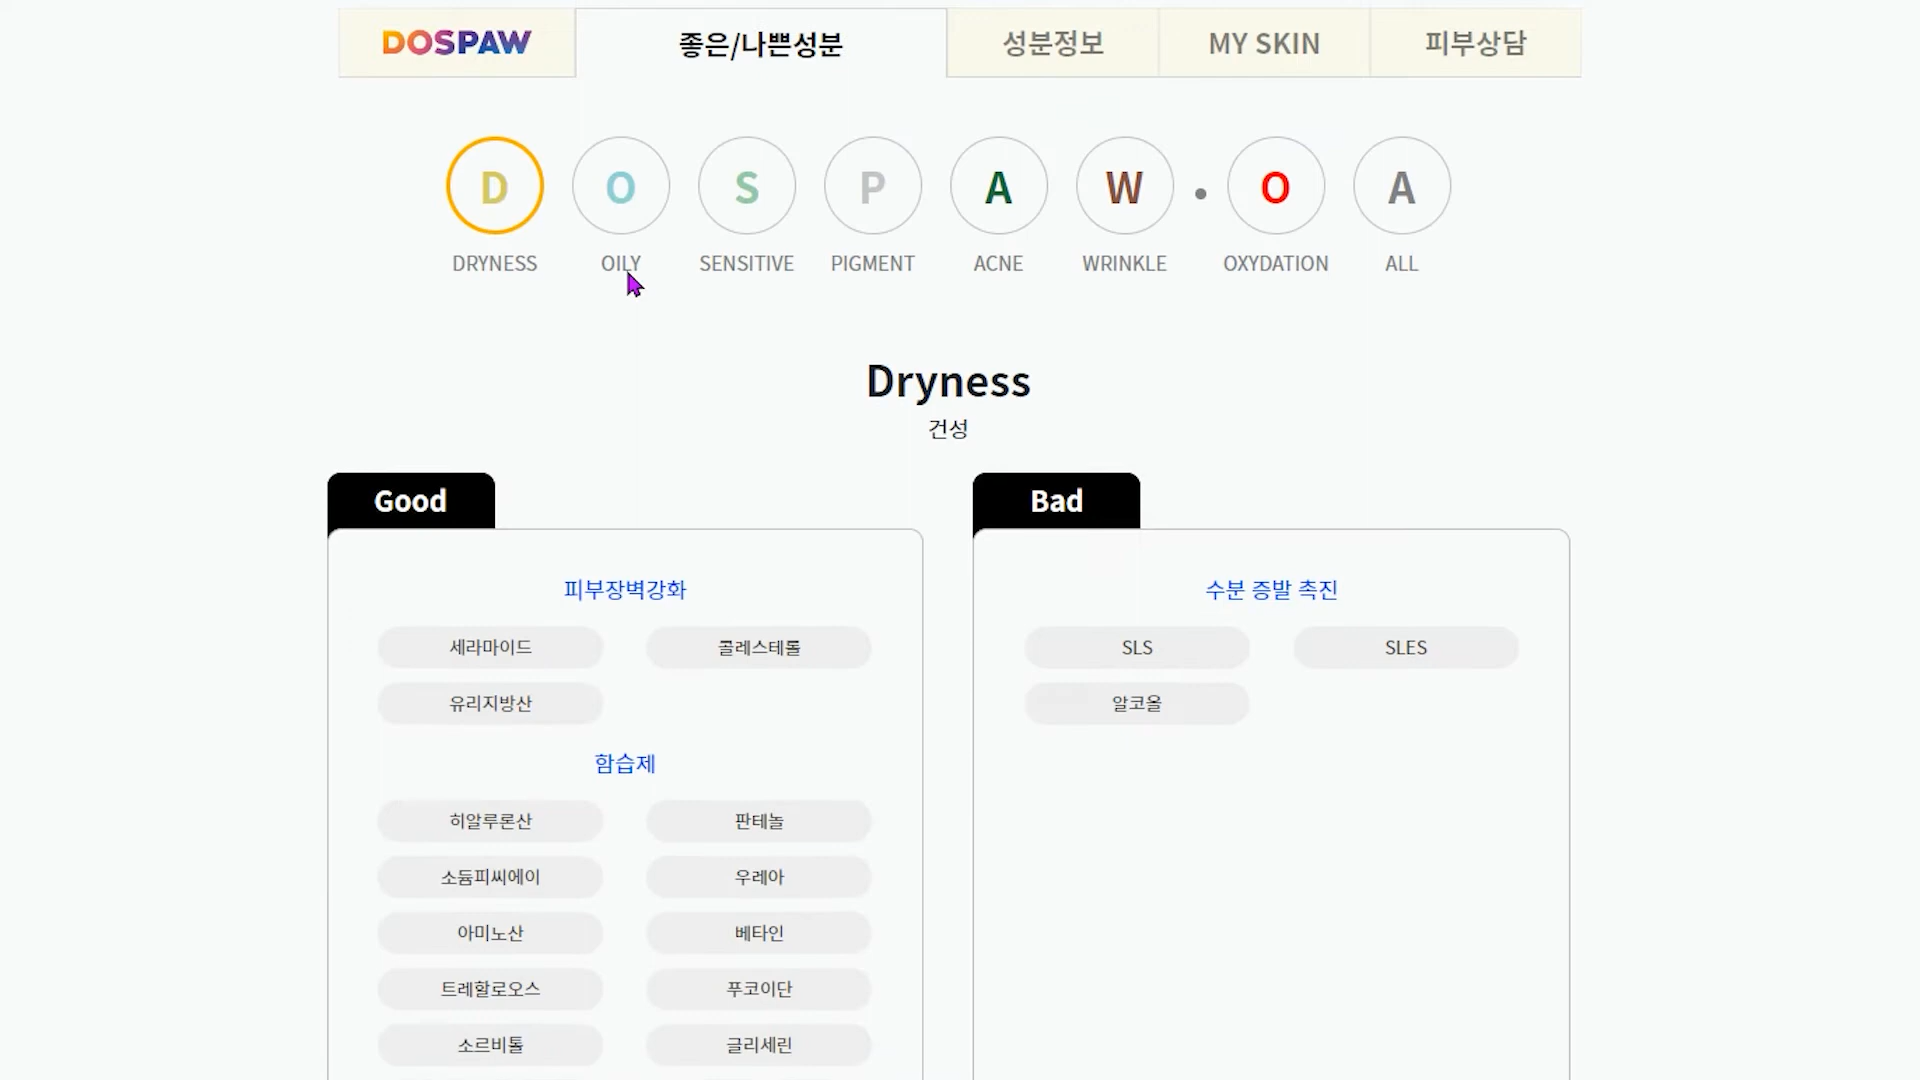 DOSPAW 좋은/나쁜성분 성분정보 MY SKIN 피부상담
D O S P A W • O A
DRYNESS OILY SENSITIVE PIGMENT ACNE WRINKLE OXYDATION ALL
Dryness
건성
Good
피부장벽강화
세라마이드 콜레스테롤
유리지방산
함습제
히알루론산 판테놀
소듐피씨에이 우레아
아미노산 베타인
트레할로오스 푸코이단
소르비톨 글리세린
Bad
수분 증발 촉진
SLS SLES
알코올